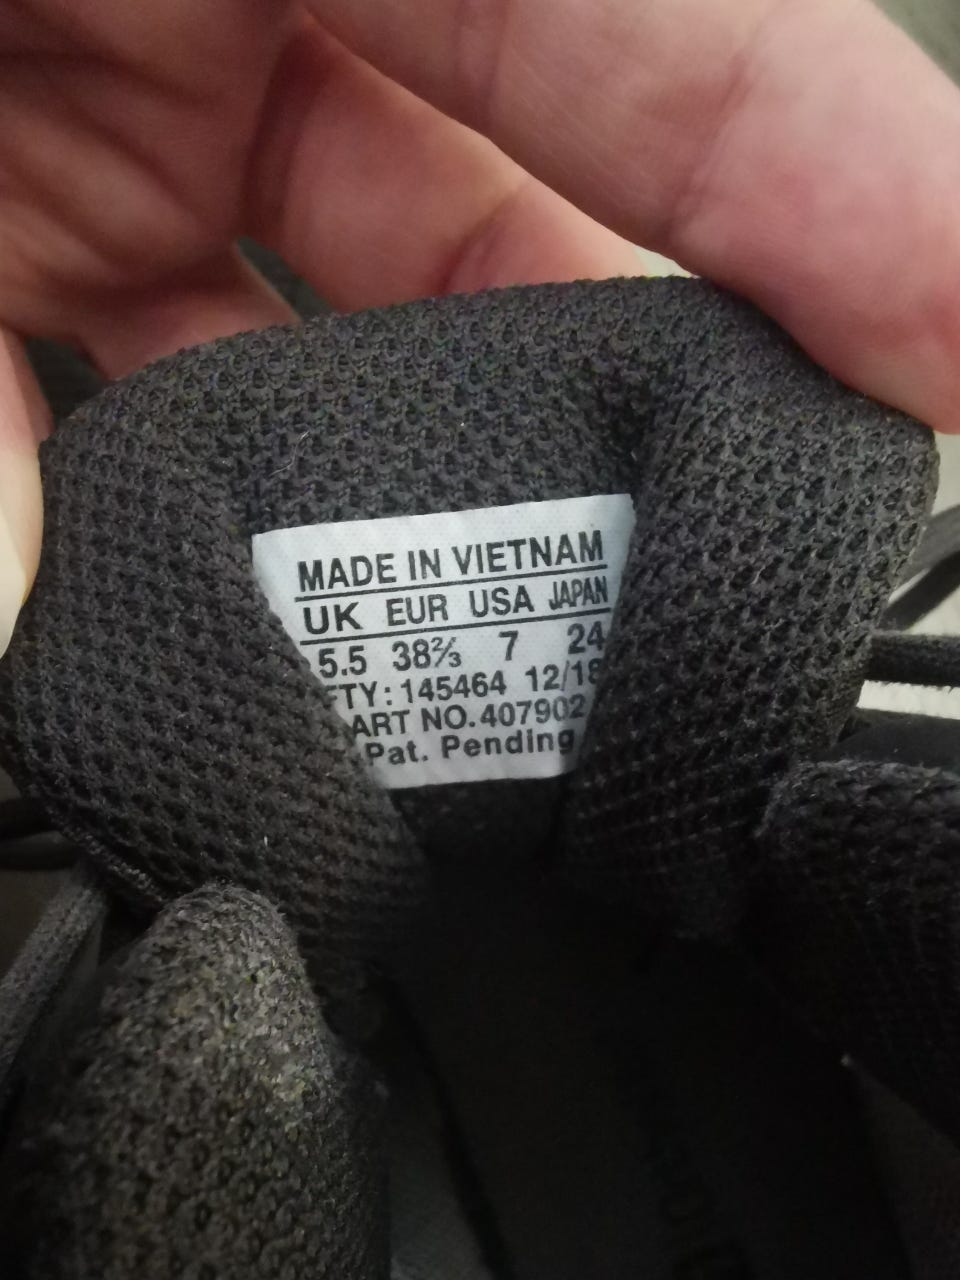 MADE IN VIETNAM
UK EUR USA JAPAN
5.5 38⅔ 7 24
FTY: 145464 12/18
ART NO. 407902
Pat. Pending